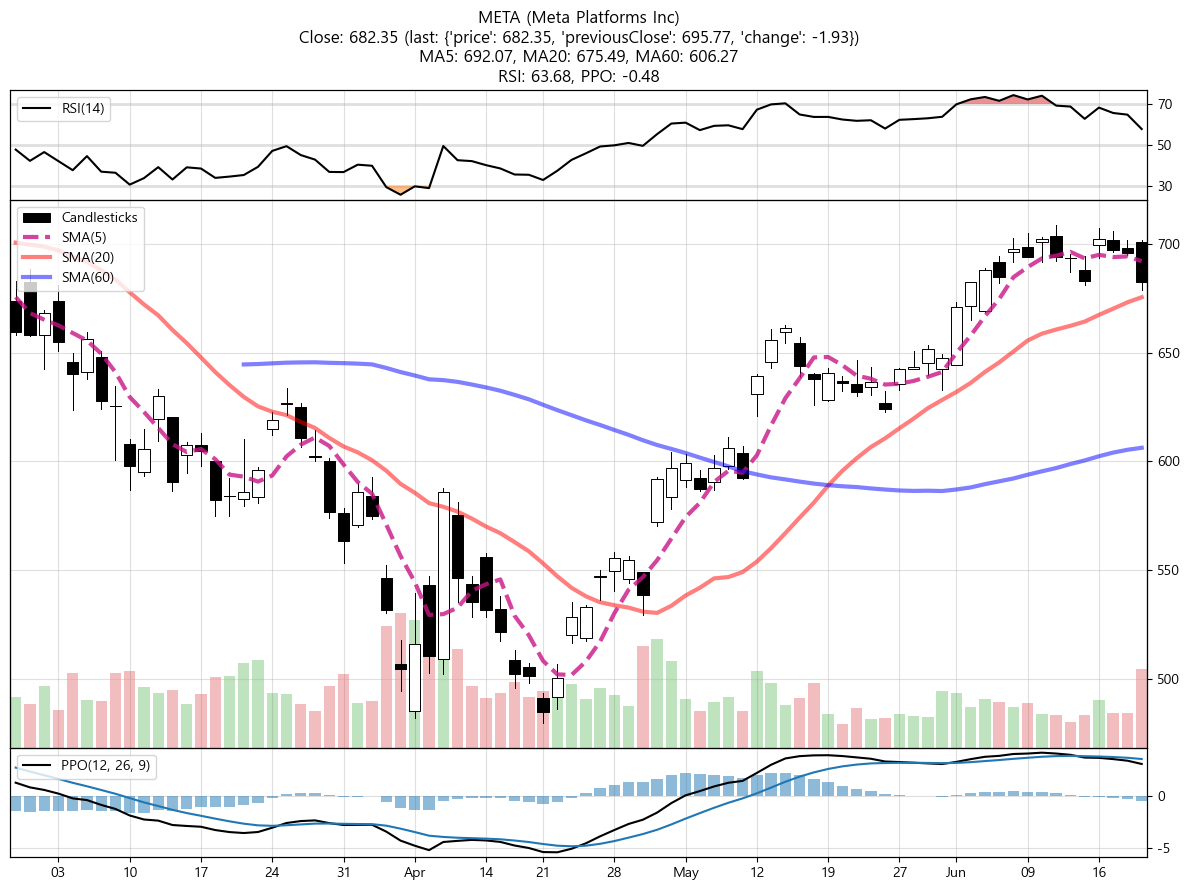 META (Meta Platforms Inc)
Close: 682.35 (last: {'price': 682.35, 'previousClose': 695.77, 'change': -1.93})
MA5: 692.07, MA20: 675.49, MA60: 606.27
RSI: 63.68, PPO: -0.48
RSI(14)
70
50
30
Candlesticks
SMA(5)
SMA(20)
SMA(60)
700
650
600
550
500
PPO(12, 26, 9)
0
-5
03 10 17 24 31 Apr 14 21 28 May 12 19 27 Jun 09 16